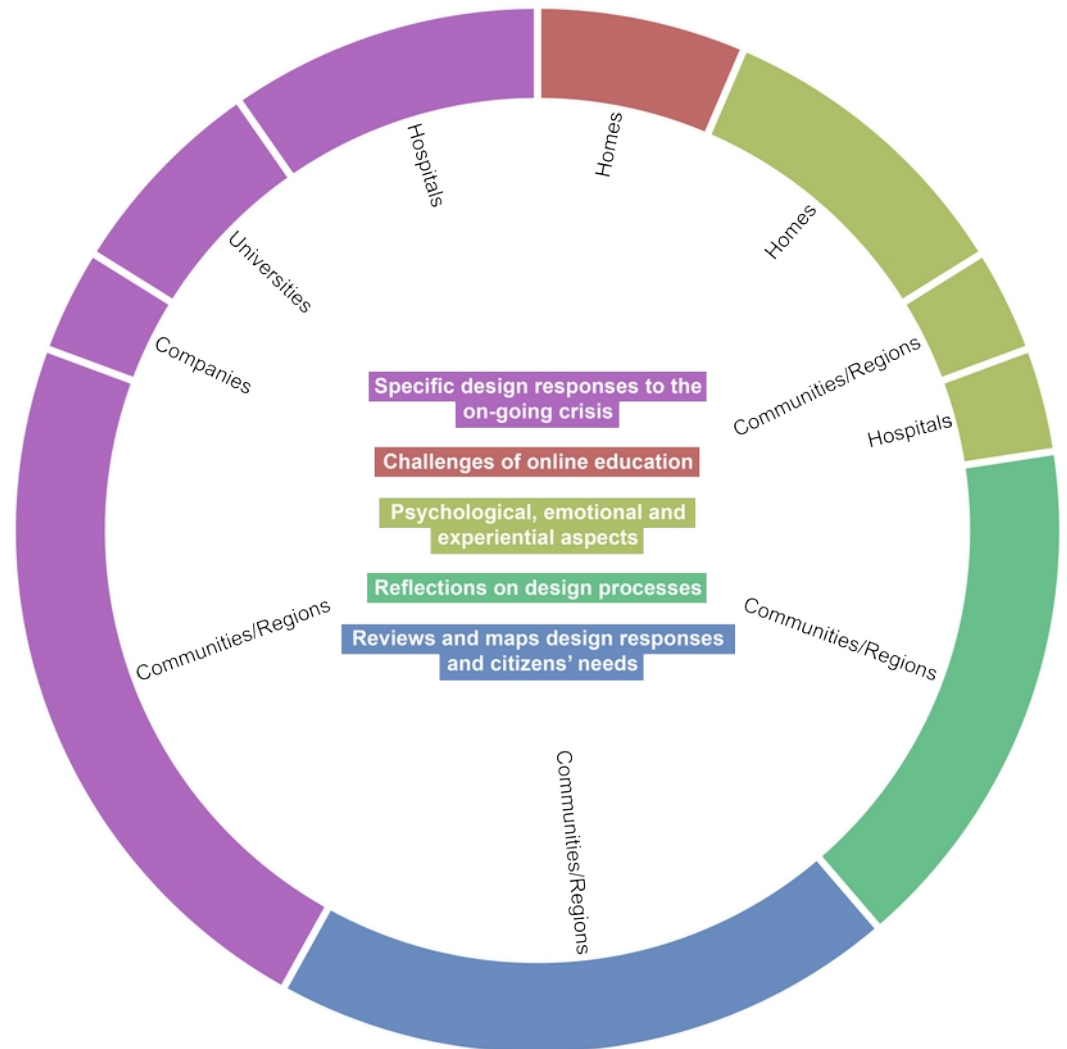 Hospitals
Homes
Universities
Homes
Companies
Communities/Regions
Hospitals
Specific design responses to the
on-going crisis
Challenges of online education
Psychological, emotional and
experiential aspects
Reflections on design processes
Reviews and maps design responses
and citizens’ needs
Communities/Regions
Communities/Regions
Communities/Regions